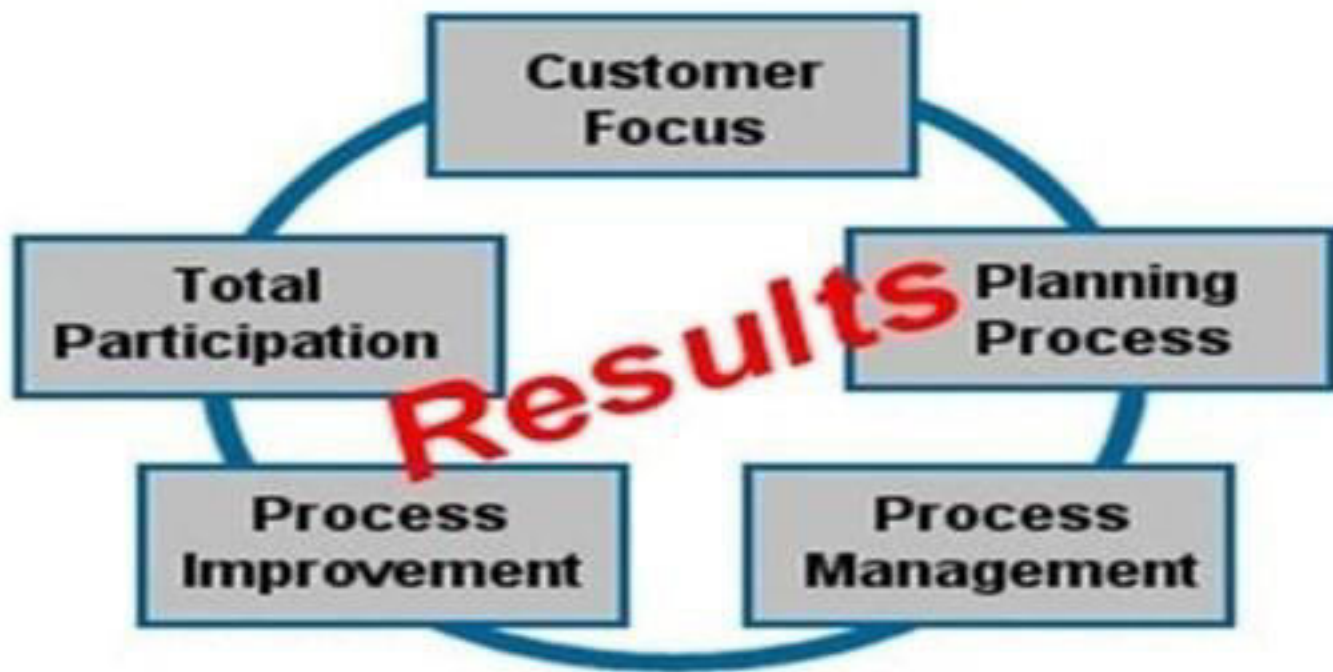 Customer
Focus
Total
Participation
Results
Planning
Process
Process
Improvement
Process
Management